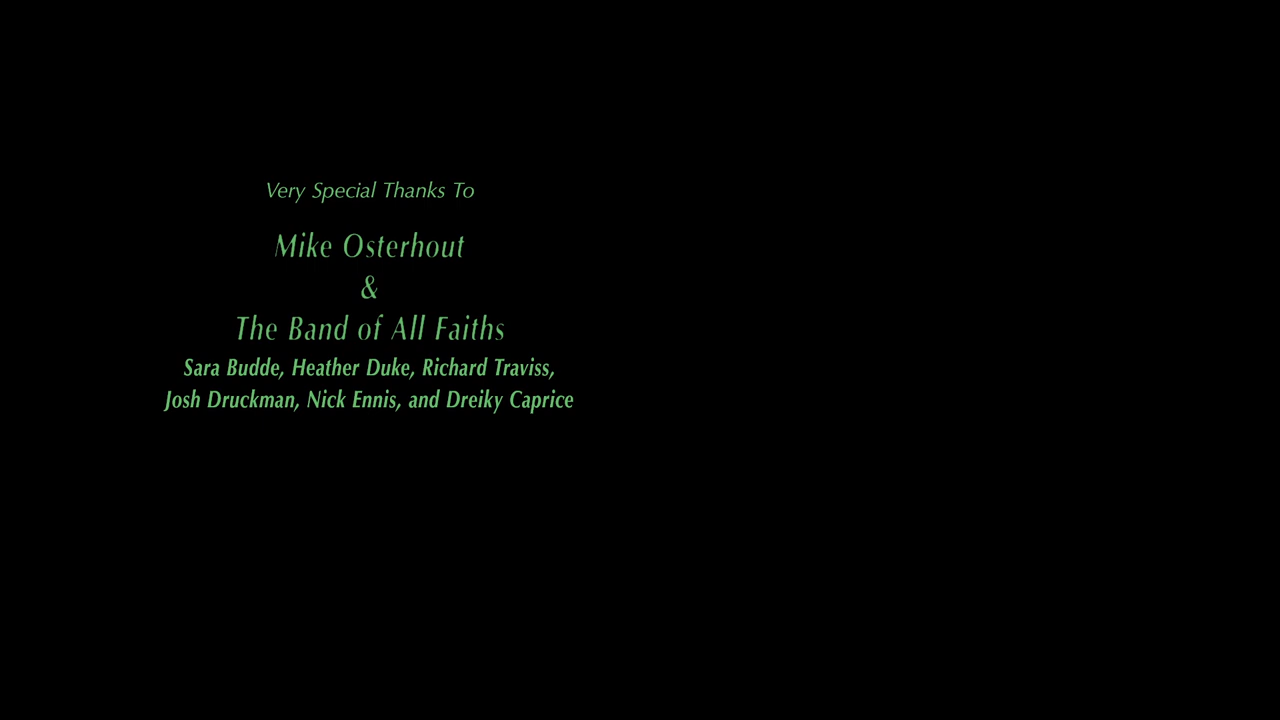 Very Special Thanks To
Mike Osterhout
&
The Band of All Faiths
Sara Budde, Heather Duke, Richard Traviss,
Josh Druckman, Nick Ennis, and Dreiky Caprice